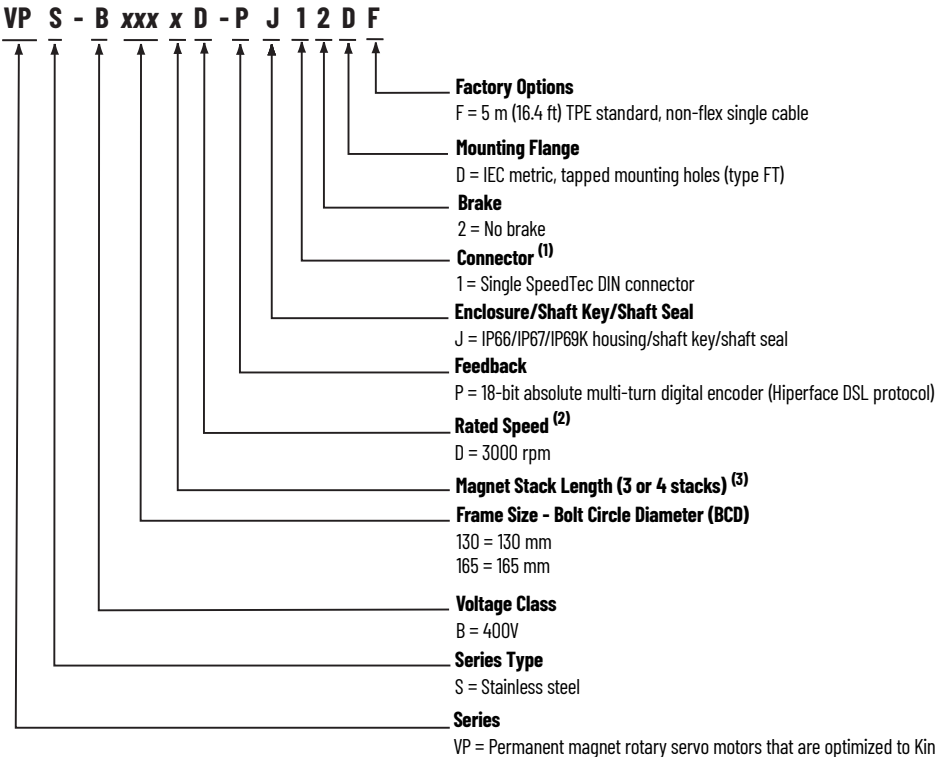 VP S - B xxx x D - P J 1 2 D F
Factory Options
F = 5 m (16.4 ft) TPE standard, non-flex single cable
Mounting Flange
D = IEC metric, tapped mounting holes (type FT)
Brake
2 = No brake
Connector (1)
1 = Single SpeedTec DIN connector
Enclosure/Shaft Key/Shaft Seal
J = IP66/IP67/IP69K housing/shaft key/shaft seal
Feedback
P = 18-bit absolute multi-turn digital encoder (Hiperface DSL protocol)
Rated Speed (2)
D = 3000 rpm
Magnet Stack Length (3 or 4 stacks) (3)
Frame Size - Bolt Circle Diameter (BCD)
130 = 130 mm
165 = 165 mm
Voltage Class
B = 400V
Series Type
S = Stainless steel
Series
VP = Permanent magnet rotary servo motors that are optimized to Kin